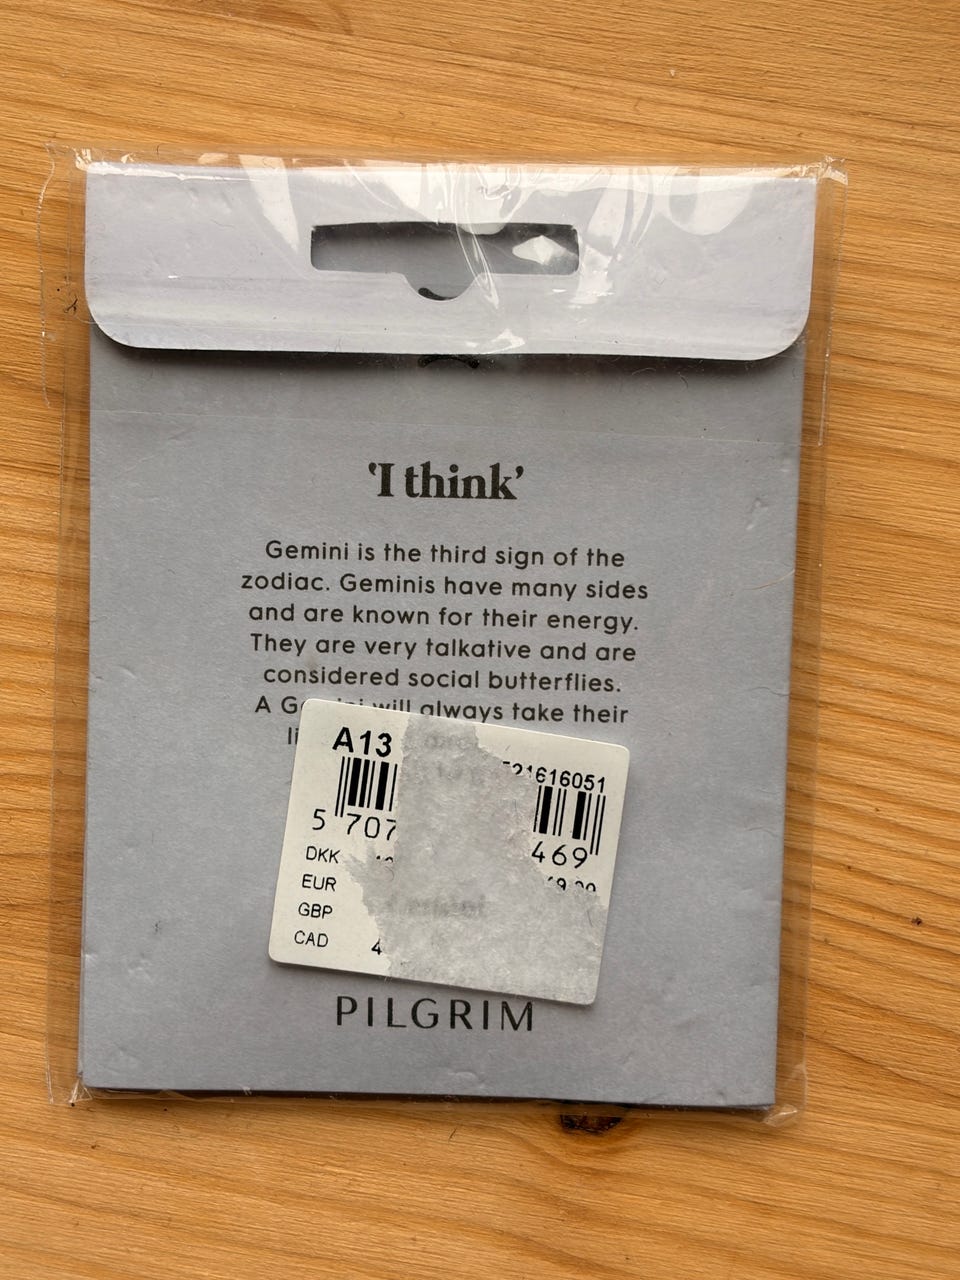 ‘I think’
Gemini is the third sign of the
zodiac. Geminis have many sides
and are known for their energy.
They are very talkative and are
considered social butterflies.
A will always take their
A13 21616051
5 707 469
DKK
EUR
GBP
CAD 4
PILGRIM